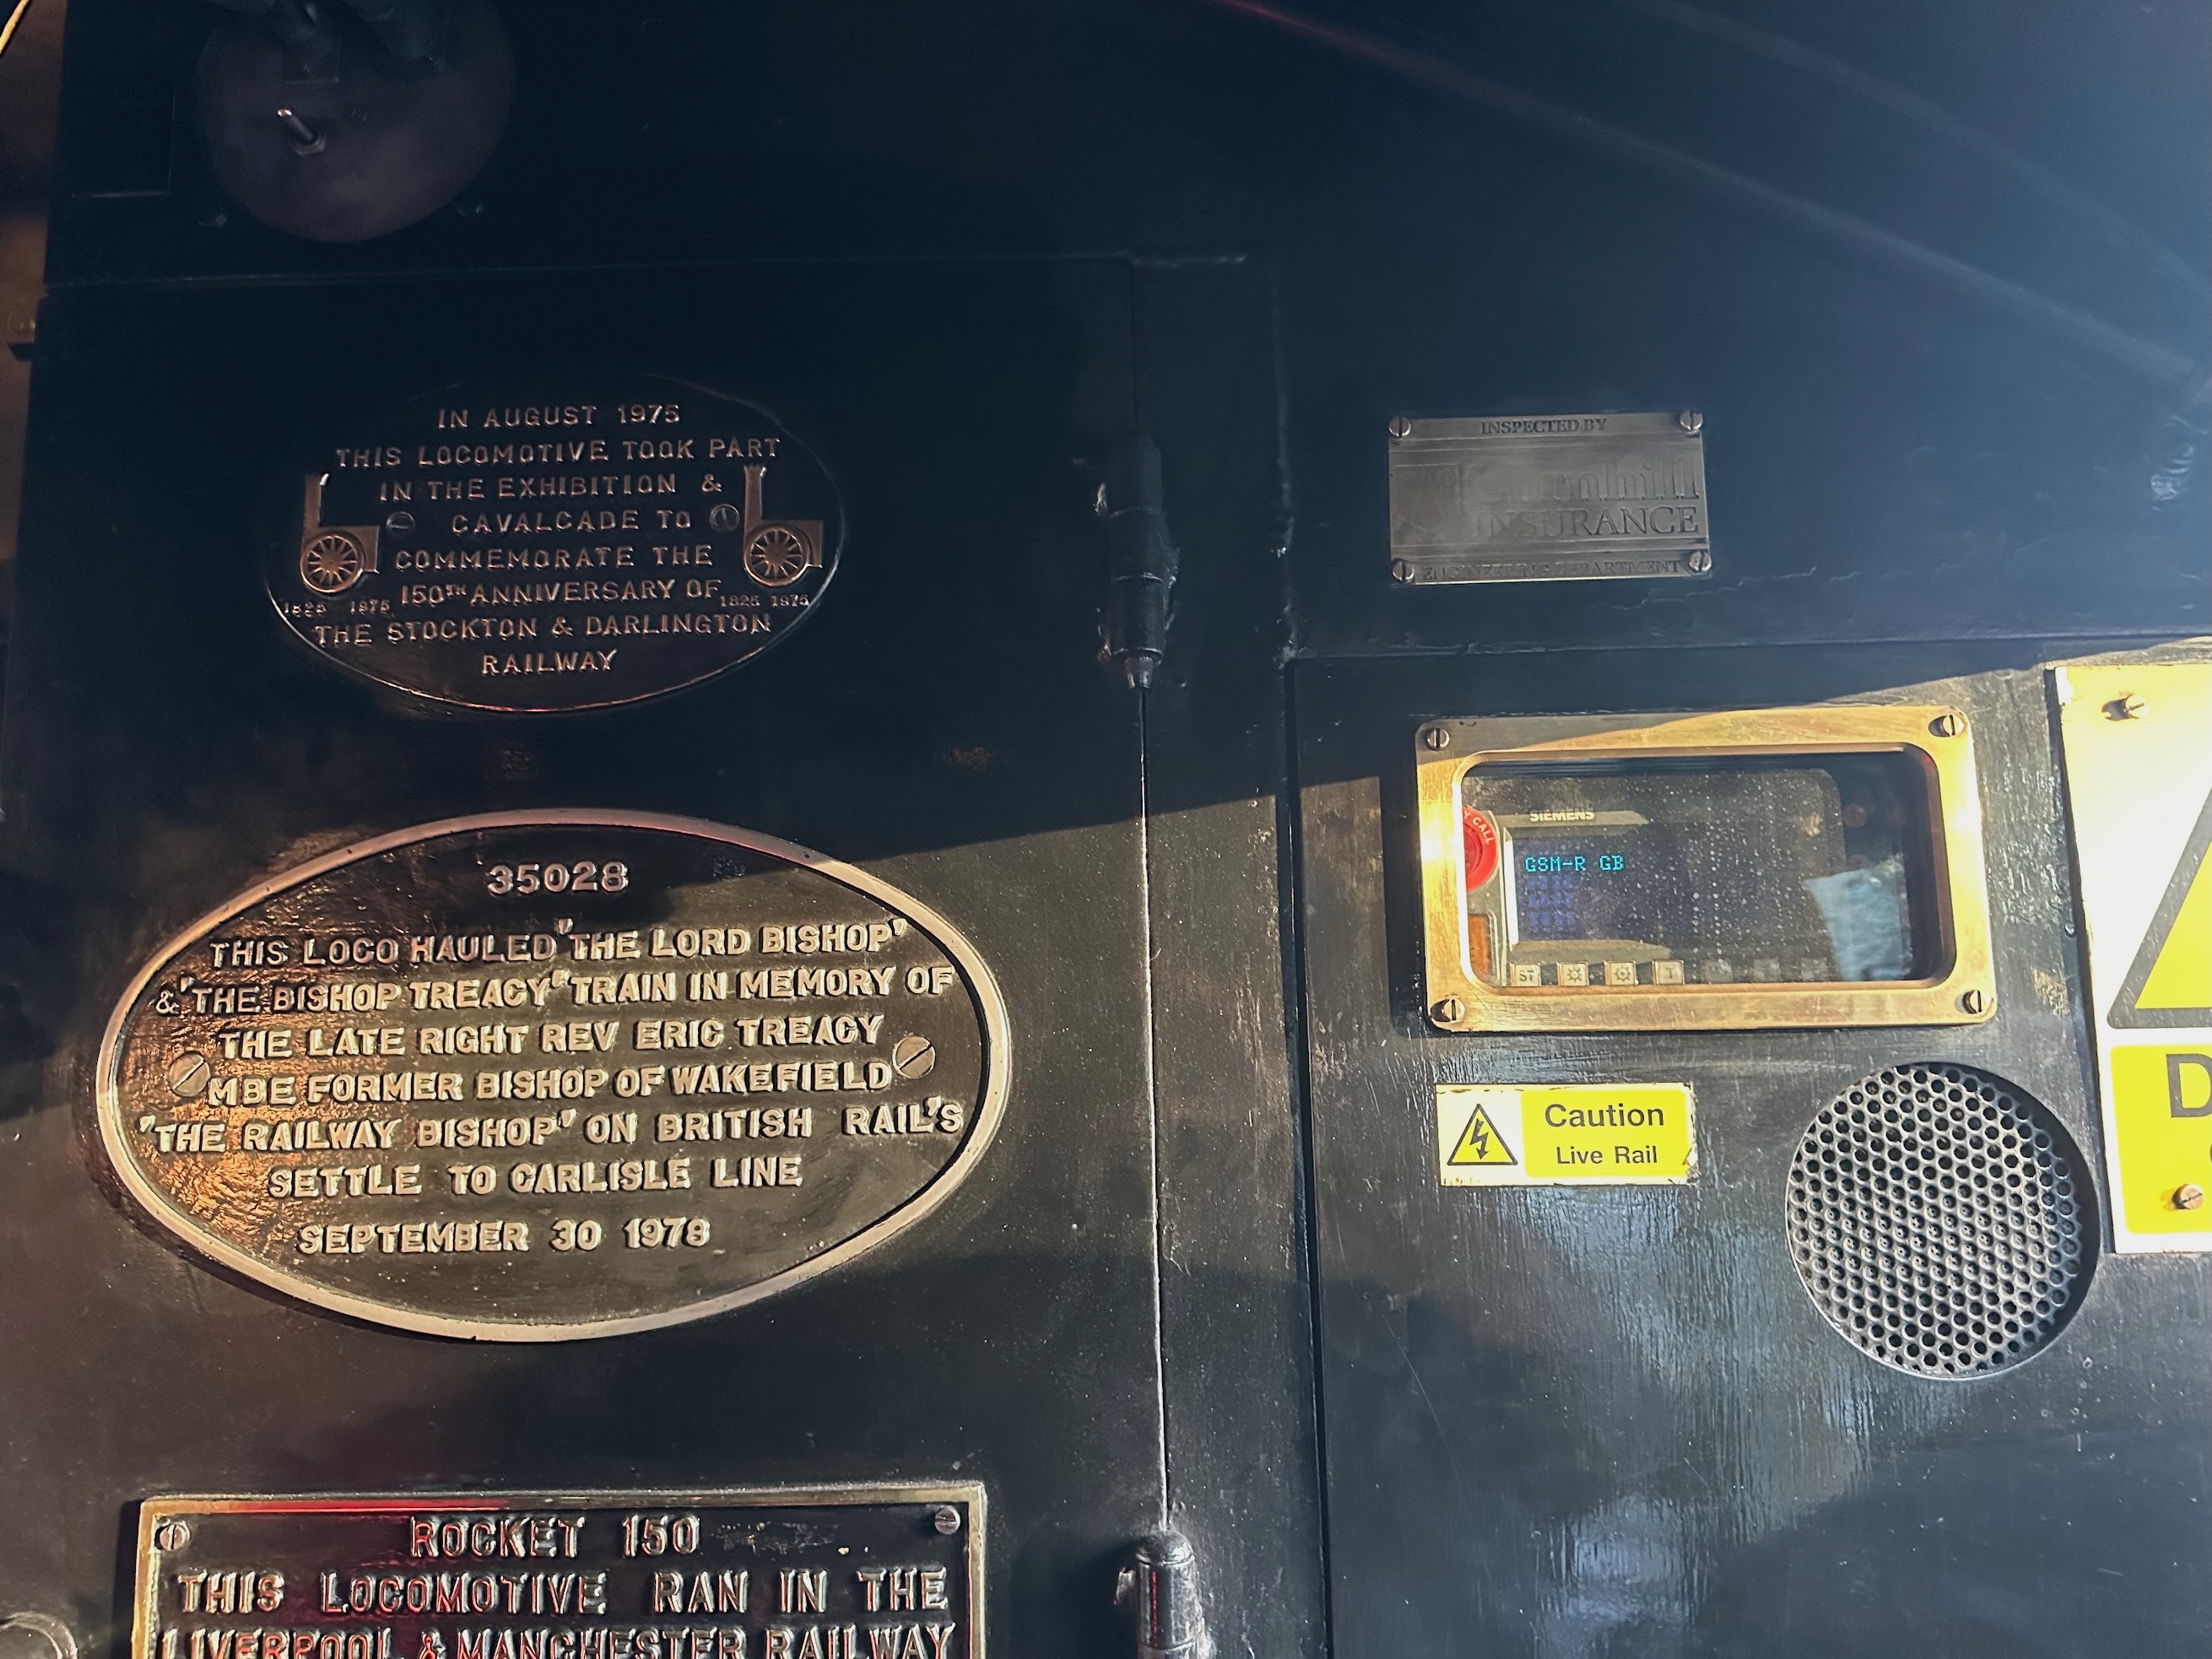 IN AUGUST 1975
THIS LOCOMOTIVE TOOK PART
IN THE EXHIBITION &
CAVALCADE TO
COMMEMORATE THE
150TH ANNIVERSARY OF
1825 1975
1825 1975
THE STOCKTON & DARLINGTON
RAILWAY
35028
THIS LOCO HAULED "THE LORD BISHOP"
& "THE BISHOP TREACY" TRAIN IN MEMORY OF
THE LATE RIGHT REV ERIC TREACY
MBE FORMER BISHOP OF WAKEFIELD
"THE RAILWAY BISHOP" ON BRITISH RAIL'S
SETTLE TO CARLISLE LINE
SEPTEMBER 30 1978
ROCKET 150
THIS LOCOMOTIVE RAN IN THE
LIVERPOOL & MANCHESTER RAILWAY
INSPECTED BY
INSURANCE
ENGINEERING DEPARTMENT
SIEMENS
CALL
GSM-R GB
ST
Caution
Live Rail